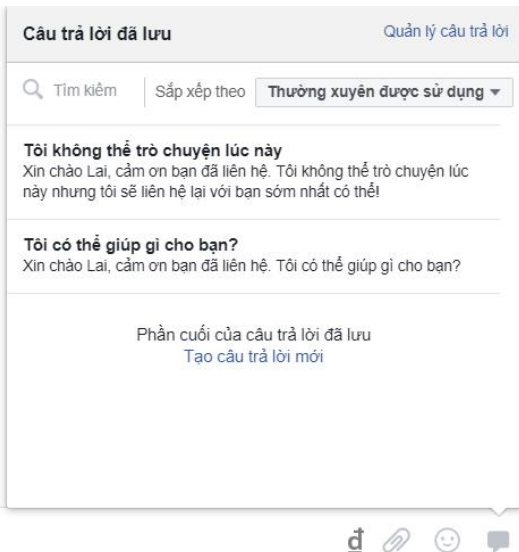 Câu trả lời đã lưu
Quản lý câu trả lời
Tìm kiếm
Sắp xếp theo
Thường xuyên được sử dụng
Tôi không thể trò chuyện lúc này
Xin chào Lai, cảm ơn bạn đã liên hệ. Tôi không thể trò chuyện lúc
này nhưng tôi sẽ liên hệ lại với bạn sớm nhất có thể!
Tôi có thể giúp gì cho bạn?
Xin chào Lai, cảm ơn bạn đã liên hệ. Tôi có thể giúp gì cho bạn?
Phần cuối của câu trả lời đã lưu
Tạo câu trả lời mới
₫